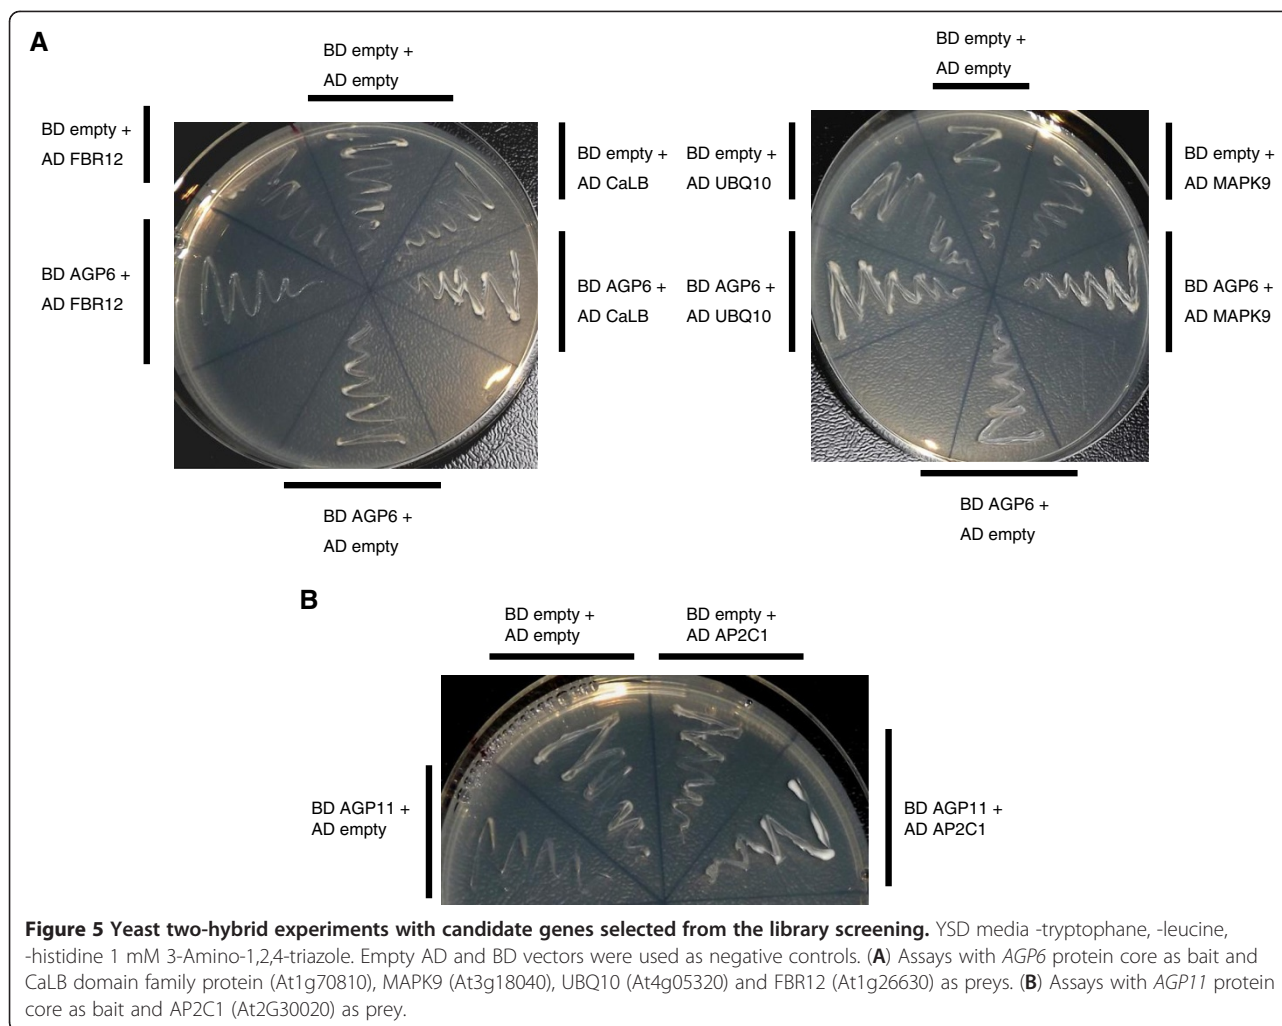 A
BD empty +
AD empty
BD empty +
AD empty
BD empty +
AD FBR12
BD empty +
AD CaLB
BD empty +
AD UBQ10
BD empty +
AD MAPK9
BD AGP6 +
AD FBR12
BD AGP6 +
AD CaLB
BD AGP6 +
AD UBQ10
BD AGP6 +
AD MAPK9
BD AGP6 +
AD empty
BD AGP6 +
AD empty
B
BD empty +
AD empty
BD empty +
AD AP2C1
BD AGP11 +
AD empty
BD AGP11 +
AD AP2C1
Figure 5 Yeast two-hybrid experiments with candidate genes selected from the library screening. YSD media -tryptophane, -leucine,
-histidine 1 mM 3-Amino-1,2,4-triazole. Empty AD and BD vectors were used as negative controls. (A) Assays with AGP6 protein core as bait and
CaLB domain family protein (At1g70810), MAPK9 (At3g18040), UBQ10 (At4g05320) and FBR12 (At1g26630) as preys. (B) Assays with AGP11 protein
core as bait and AP2C1 (At2G30020) as prey.